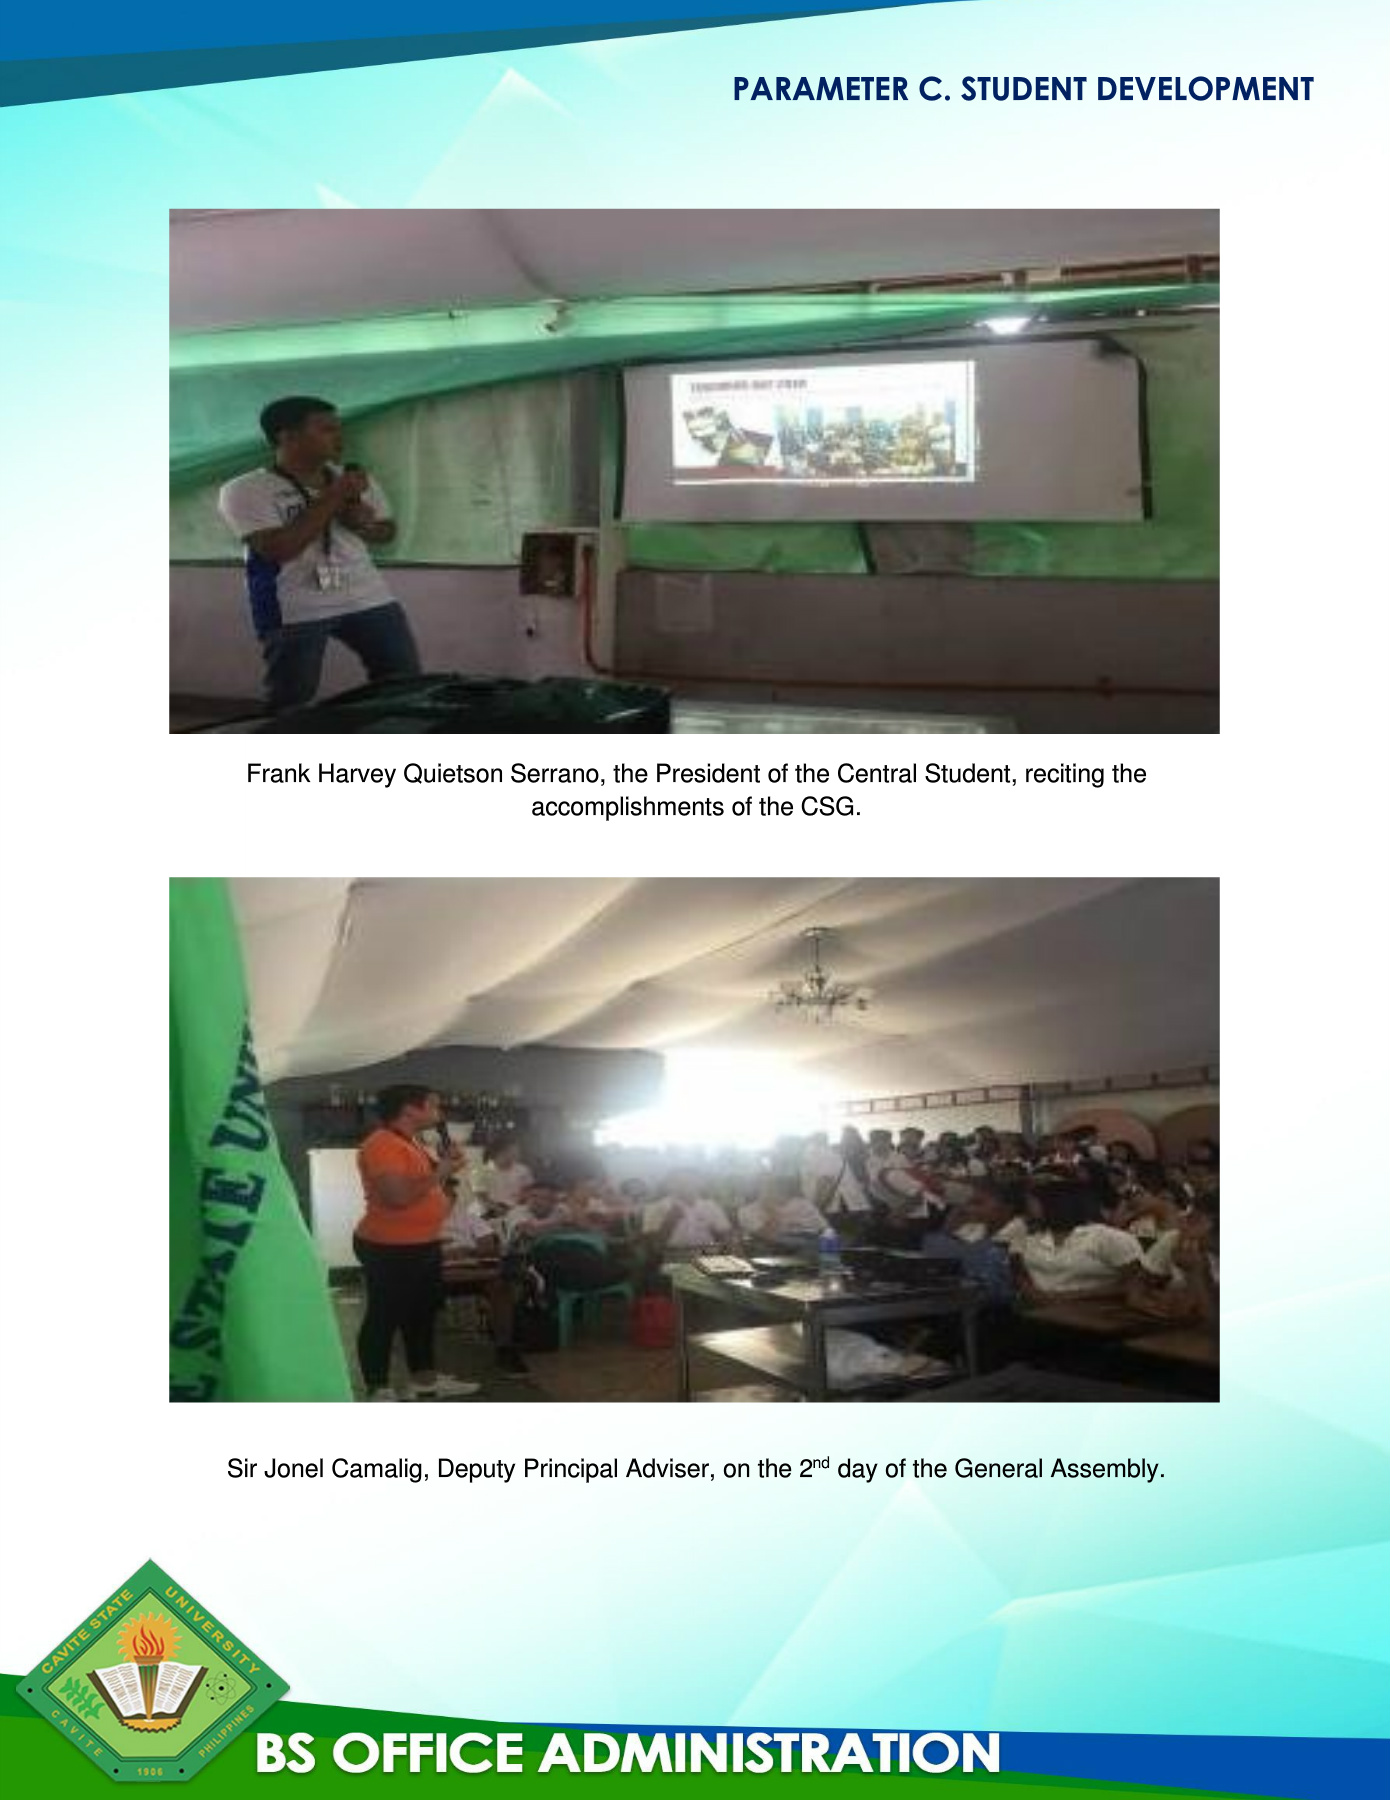 PARAMETER C. STUDENT DEVELOPMENT
Frank Harvey Quietson Serrano, the President of the Central Student, reciting the
accomplishments of the CSG.
STATE UNI
Sir Jonel Camalig, Deputy Principal Adviser, on the 2nd day of the General Assembly.
CAVITE STATE UNIVERSITY
CAVITE PHILIPPINES
1906
BS OFFICE ADMINISTRATION